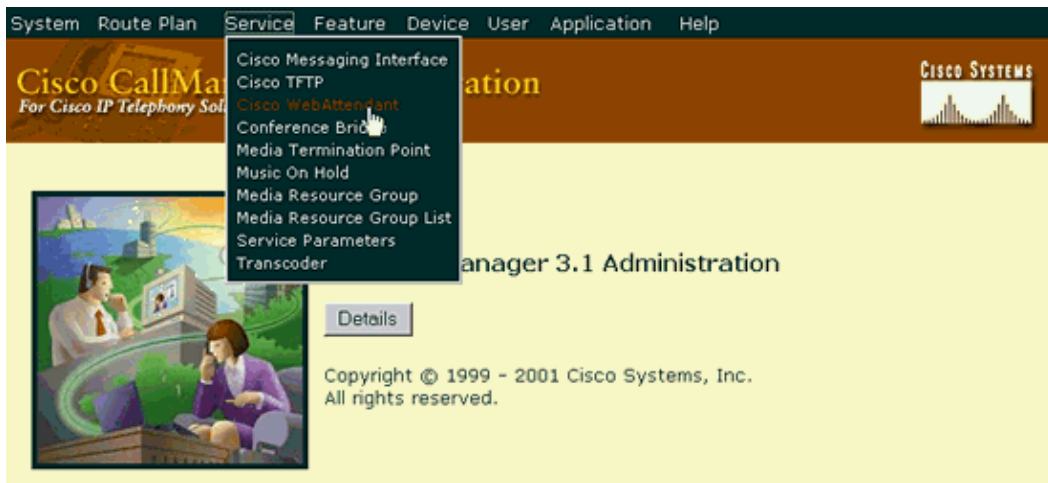 System Route Plan Service Feature Device User Application Help
Cisco Messaging Interface
Cisco TFTP
Cisco WebAttendant
Conference Bridge
Media Termination Point
Music On Hold
Media Resource Group
Media Resource Group List
Service Parameters
Transcoder
Cisco CallMa ation
For Cisco IP Telephony Sol
CISCO SYSTEMS
anager 3.1 Administration
Details
Copyright © 1999 - 2001 Cisco Systems, Inc.
All rights reserved.